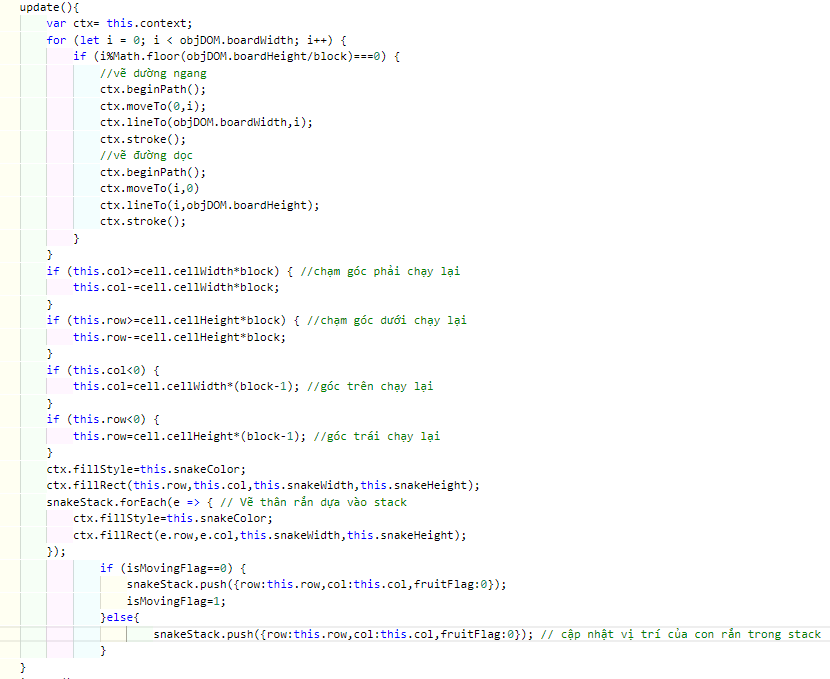 update(){
var ctx= this.context;
for (let i = 0; i < objDOM.boardWidth; i++) {
if (i%Math.floor(objDOM.boardHeight/block)===0) {
//vẽ dường ngang
ctx.beginPath();
ctx.moveTo(0,i);
ctx.lineTo(objDOM.boardWidth,i);
ctx.stroke();
//vẽ đường dọc
ctx.beginPath();
ctx.moveTo(i,0)
ctx.lineTo(i,objDOM.boardHeight);
ctx.stroke();
}
}
if (this.col>=cell.cellWidth*block) { //chạm góc phải chạy lại
this.col-=cell.cellWidth*block;
}
if (this.row>=cell.cellHeight*block) { //chạm góc dưới chạy lại
this.row-=cell.cellHeight*block;
}
if (this.col<0) {
this.col=cell.cellWidth*(block-1); //góc trên chạy lại
}
if (this.row<0) {
this.row=cell.cellHeight*(block-1); //góc trái chạy lại
}
ctx.fillStyle=this.snakeColor;
ctx.fillRect(this.row,this.col,this.snakeWidth,this.snakeHeight);
snakeStack.forEach(e => { // Vẽ thân rắn dựa vào stack
ctx.fillStyle=this.snakeColor;
ctx.fillRect(e.row,e.col,this.snakeWidth,this.snakeHeight);
});
if (isMovingFlag==0) {
snakeStack.push({row:this.row,col:this.col,fruitFlag:0});
isMovingFlag=1;
}else{
snakeStack.push({row:this.row,col:this.col,fruitFlag:0}); // cập nhật vị trí của con rắn trong stack
}
}